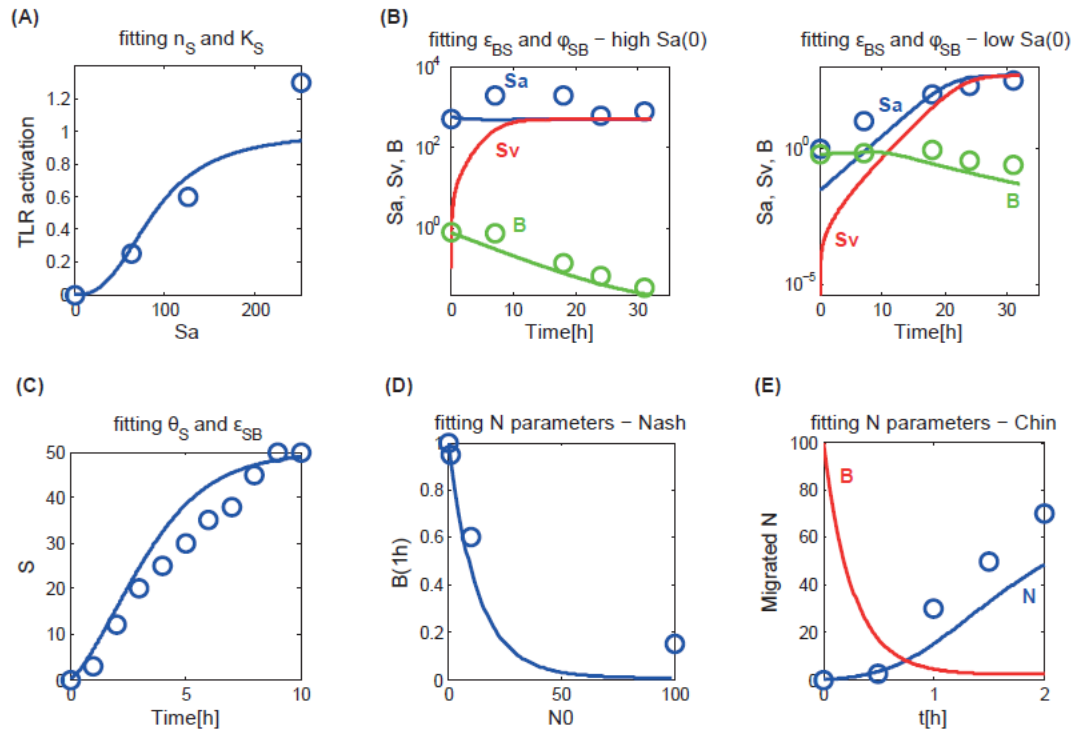 (A)
fitting n_S and K_S
TLR activation
1.2
1
0.8
0.6
0.4
0.2
0
0 100 200
Sa
(B)
fitting ε_BS and φ_SB – high Sa(0)
Sa, Sv, B
10^4
10^2
10^0
Sa
Sv
B
0 10 20 30
Time[h]
fitting ε_BS and φ_SB – low Sa(0)
Sa, Sv, B
10^0
10^-5
Sa
Sv
B
0 10 20 30
Time[h]
(C)
fitting θ_S and ε_SB
S
50
40
30
20
10
0
0 5 10
Time[h]
(D)
fitting N parameters – Nash
B(1h)
1
0.8
0.6
0.4
0.2
0
0 50 100
N0
(E)
fitting N parameters – Chin
Migrated N
100
80
60
40
20
0
B
N
0 1 2
t[h]